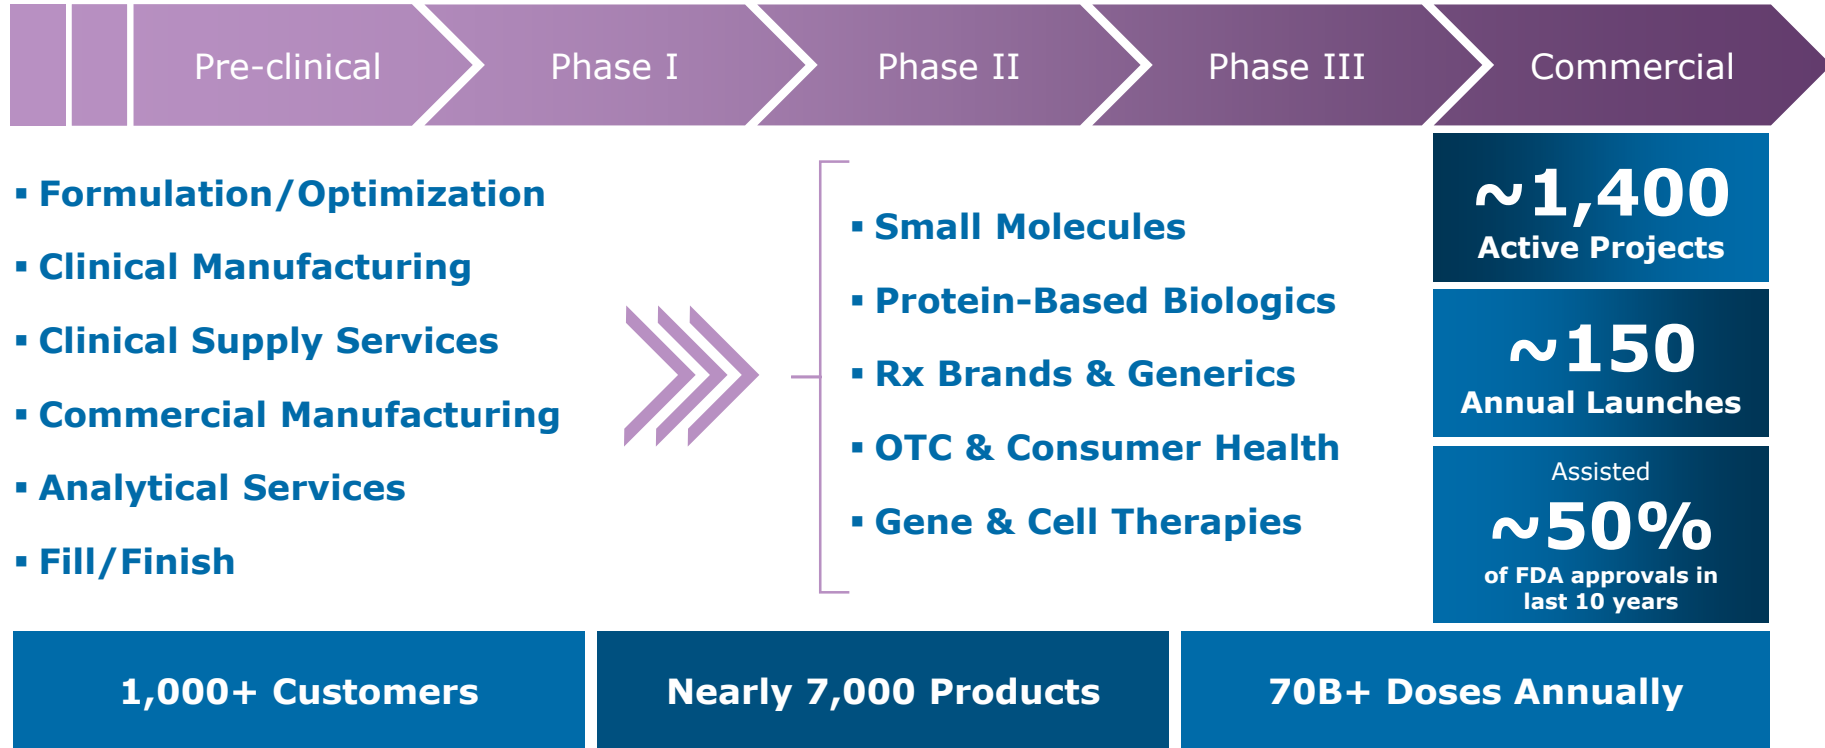 Pre-clinical
Phase I
Phase II
Phase III
Commercial
▪ Formulation/Optimization
▪ Clinical Manufacturing
▪ Clinical Supply Services
▪ Commercial Manufacturing
▪ Analytical Services
▪ Fill/Finish
▪ Small Molecules
▪ Protein-Based Biologics
▪ Rx Brands & Generics
▪ OTC & Consumer Health
▪ Gene & Cell Therapies
~1,400
Active Projects
~150
Annual Launches
Assisted
~50%
of FDA approvals in
last 10 years
1,000+ Customers
Nearly 7,000 Products
70B+ Doses Annually